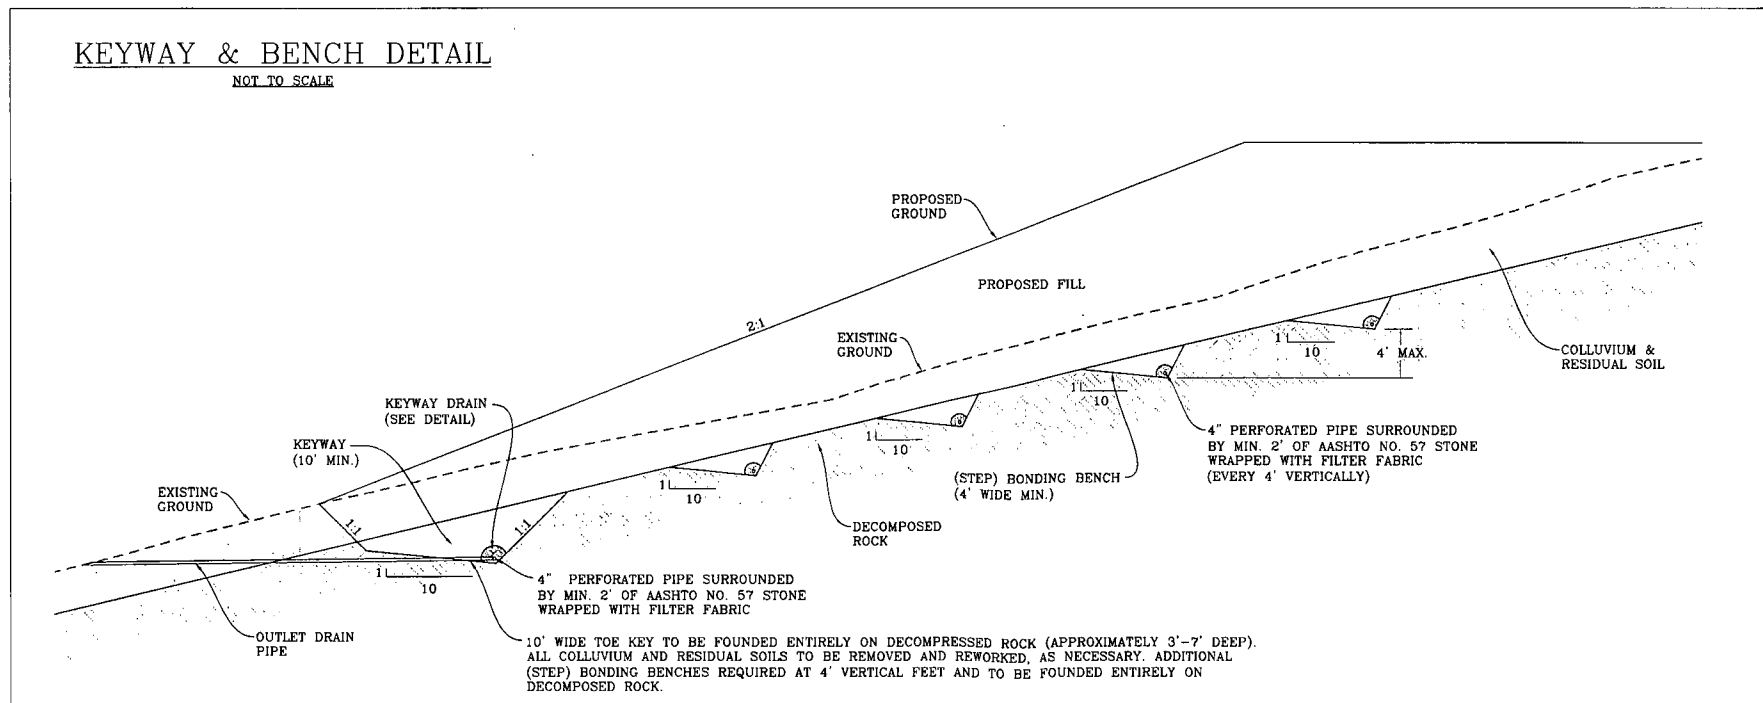 KEYWAY & BENCH DETAIL
NOT TO SCALE
PROPOSED
GROUND
PROPOSED FILL
2:1
EXISTING
GROUND
COLLUVIUM &
RESIDUAL SOIL
1
10
4' MAX.
1
10
1
10
1
10
KEYWAY DRAIN
(SEE DETAIL)
KEYWAY
(10' MIN.)
EXISTING
GROUND
1:1
1:1
(STEP) BONDING BENCH
(4' WIDE MIN.)
4" PERFORATED PIPE SURROUNDED
BY MIN. 2' OF AASHTO NO. 57 STONE
WRAPPED WITH FILTER FABRIC
(EVERY 4' VERTICALLY)
DECOMPOSED
ROCK
1
10
4" PERFORATED PIPE SURROUNDED
BY MIN. 2' OF AASHTO NO. 57 STONE
WRAPPED WITH FILTER FABRIC
OUTLET DRAIN
PIPE
10' WIDE TOE KEY TO BE FOUNDED ENTIRELY ON DECOMPRESSED ROCK (APPROXIMATELY 3'-7' DEEP).
ALL COLLUVIUM AND RESIDUAL SOILS TO BE REMOVED AND REWORKED, AS NECESSARY. ADDITIONAL
(STEP) BONDING BENCHES REQUIRED AT 4' VERTICAL FEET AND TO BE FOUNDED ENTIRELY ON
DECOMPOSED ROCK.